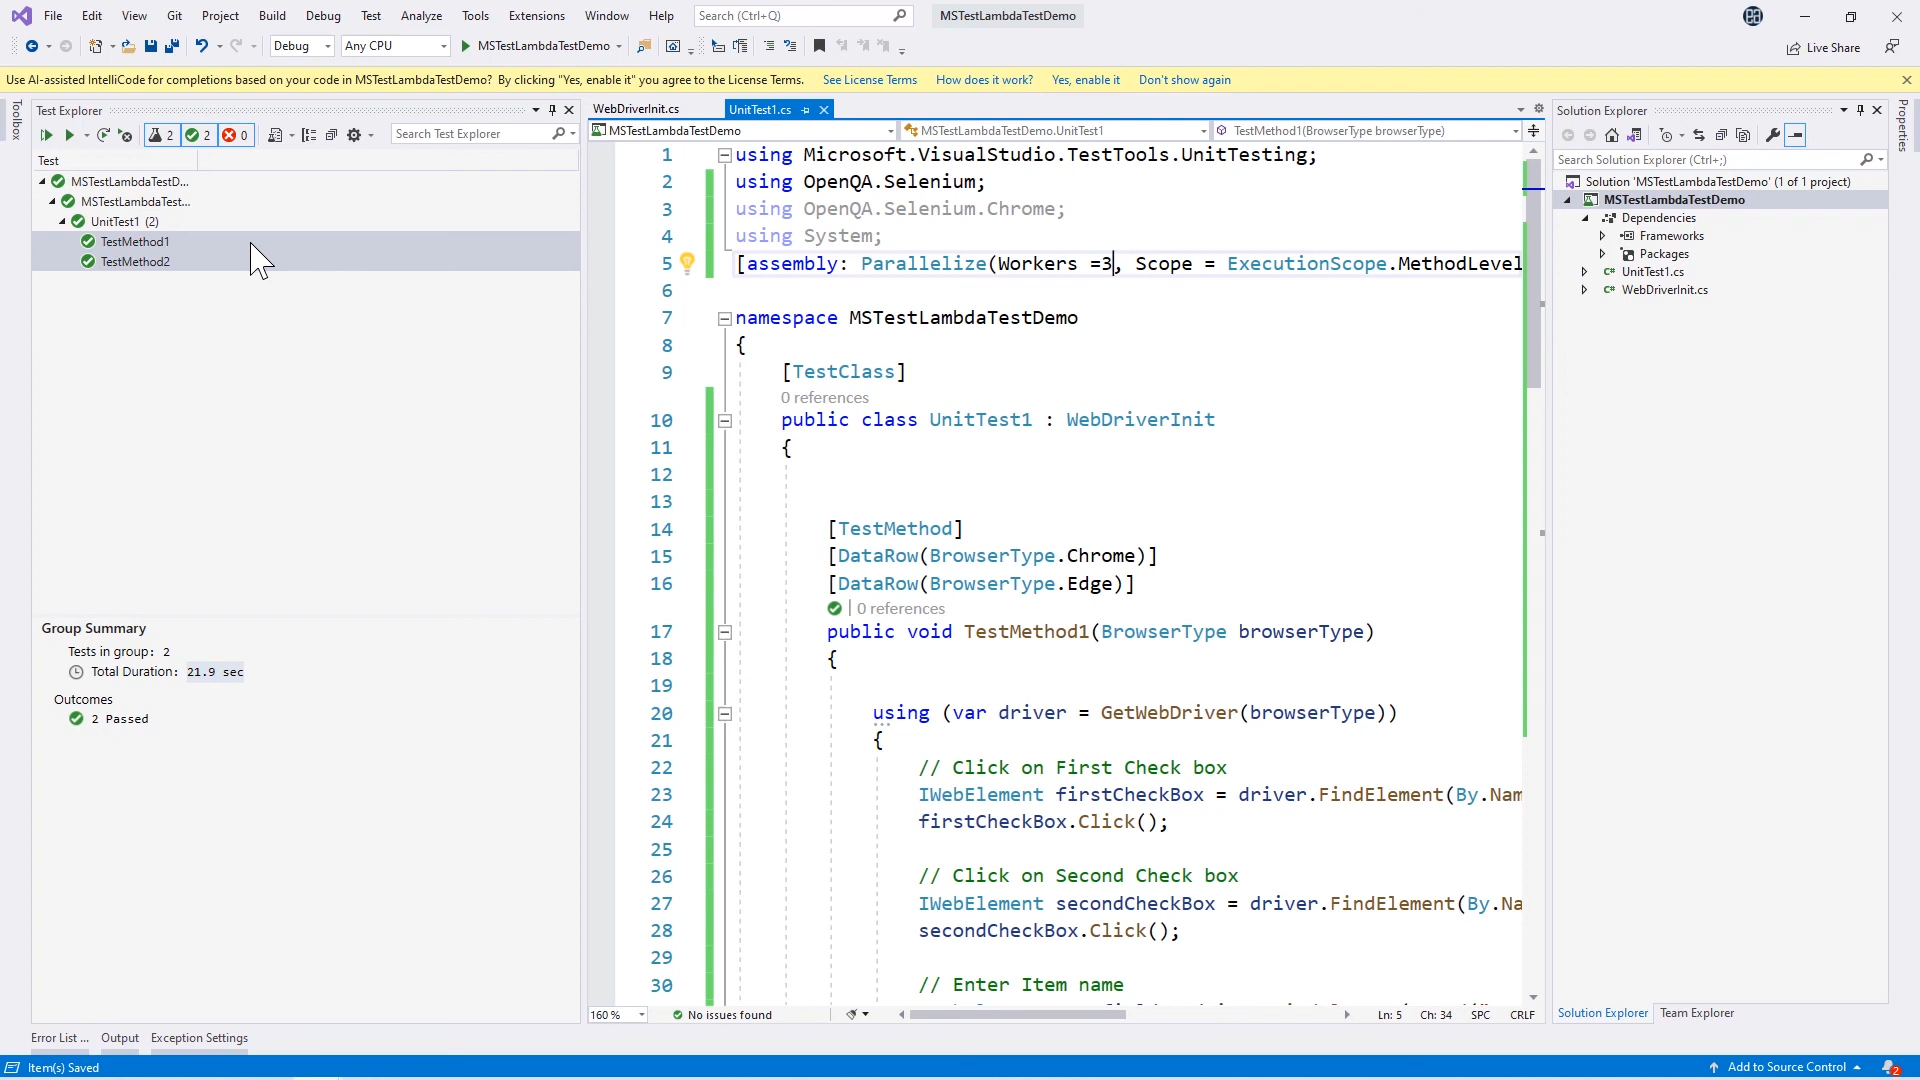 File Edit View Git Project Build Debug Test Analyze Tools Extensions Window Help Search (Ctrl+Q) MSTestLambdaTestDemo
Debug Any CPU MSTestLambdaTestDemo Live Share
Use AI-assisted IntelliCode for completions based on your code in MSTestLambdaTestDemo? By clicking "Yes, enable it" you agree to the License Terms. See License Terms How does it work? Yes, enable it Don't show again
Toolbox
Test Explorer
2 2 0 Search Test Explorer
Test
MSTestLambdaTestD...
MSTestLambdaTest...
UnitTest1 (2)
TestMethod1
TestMethod2
Group Summary
Tests in group: 2
Total Duration: 21.9 sec
Outcomes
2 Passed
WebDriverInit.cs UnitTest1.cs
MSTestLambdaTestDemo MSTestLambdaTestDemo.UnitTest1 TestMethod1(BrowserType browserType)
1 using Microsoft.VisualStudio.TestTools.UnitTesting;
2 using OpenQA.Selenium;
3 using OpenQA.Selenium.Chrome;
4 using System;
5 [assembly: Parallelize(Workers =3, Scope = ExecutionScope.MethodLevel
6
7 namespace MSTestLambdaTestDemo
8 {
9 [TestClass]
0 references
10 public class UnitTest1 : WebDriverInit
11 {
12
13
14 [TestMethod]
15 [DataRow(BrowserType.Chrome)]
16 [DataRow(BrowserType.Edge)]
0 references
17 public void TestMethod1(BrowserType browserType)
18 {
19
20 using (var driver = GetWebDriver(browserType))
21 {
22 // Click on First Check box
23 IWebElement firstCheckBox = driver.FindElement(By.Nam
24 firstCheckBox.Click();
25
26 // Click on Second Check box
27 IWebElement secondCheckBox = driver.FindElement(By.Na
28 secondCheckBox.Click();
29
30 // Enter Item name
160 % No issues found Ln: 5 Ch: 34 SPC CRLF
Solution Explorer
Search Solution Explorer (Ctrl+;)
Solution 'MSTestLambdaTestDemo' (1 of 1 project)
MSTestLambdaTestDemo
Dependencies
Frameworks
Packages
UnitTest1.cs
WebDriverInit.cs
Solution Explorer Team Explorer
Properties
Error List ... Output Exception Settings
Item(s) Saved Add to Source Control 2